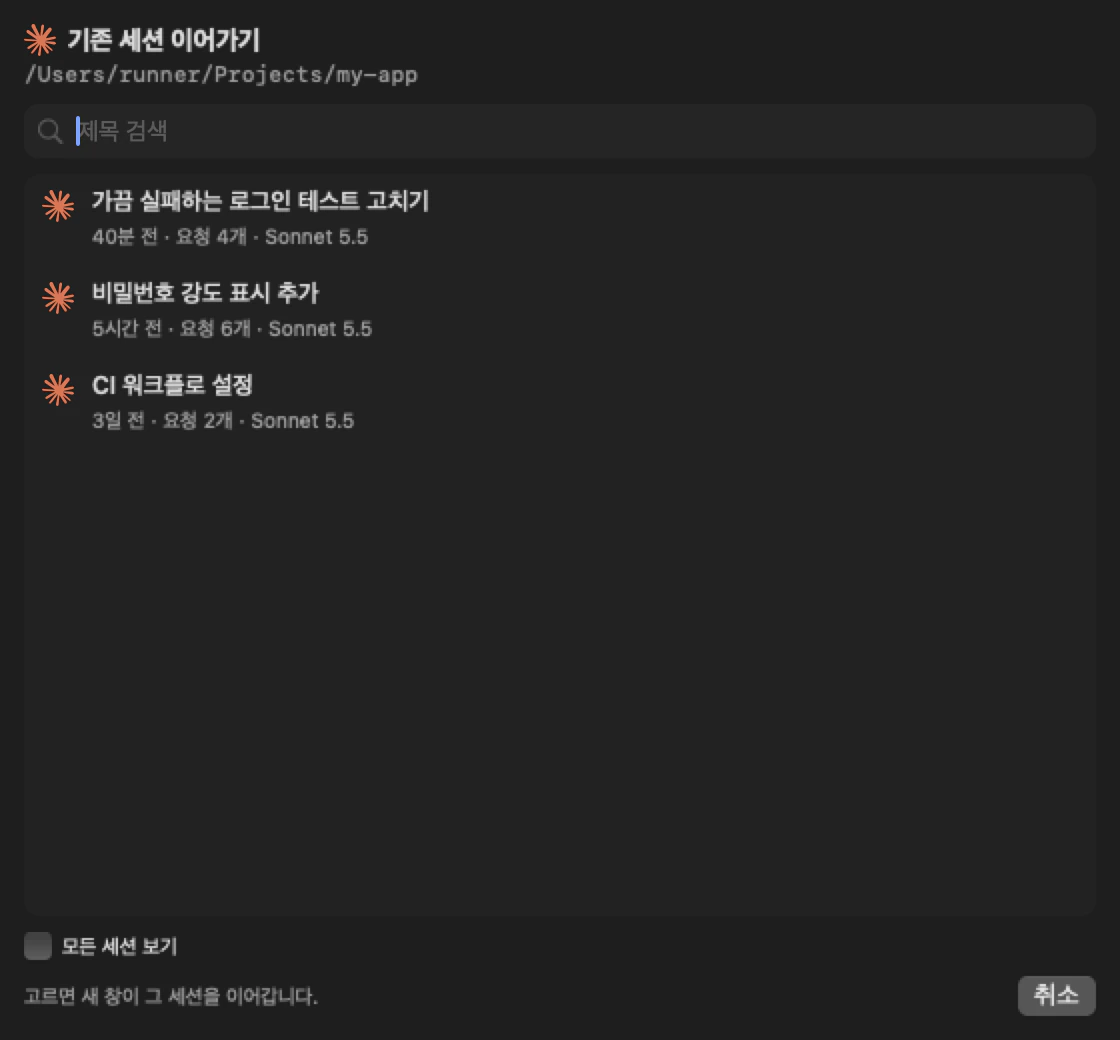 기존 세션 이어가기
/Users/runner/Projects/my-app
제목 검색
가끔 실패하는 로그인 테스트 고치기
40분 전 · 요청 4개 · Sonnet 5.5
비밀번호 강도 표시 추가
5시간 전 · 요청 6개 · Sonnet 5.5
CI 워크플로 설정
3일 전 · 요청 2개 · Sonnet 5.5
모든 세션 보기
고르면 새 창이 그 세션을 이어갑니다.
취소